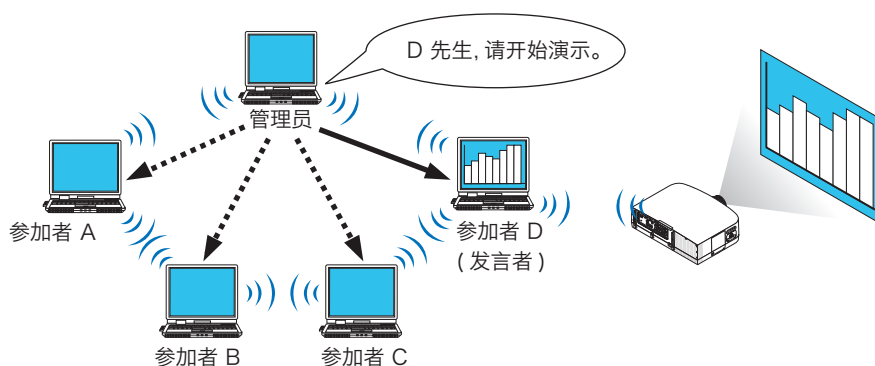 D 先生, 请开始演示。
管理员
参加者 A
参加者 D
( 发言者 )
参加者 B
参加者 C